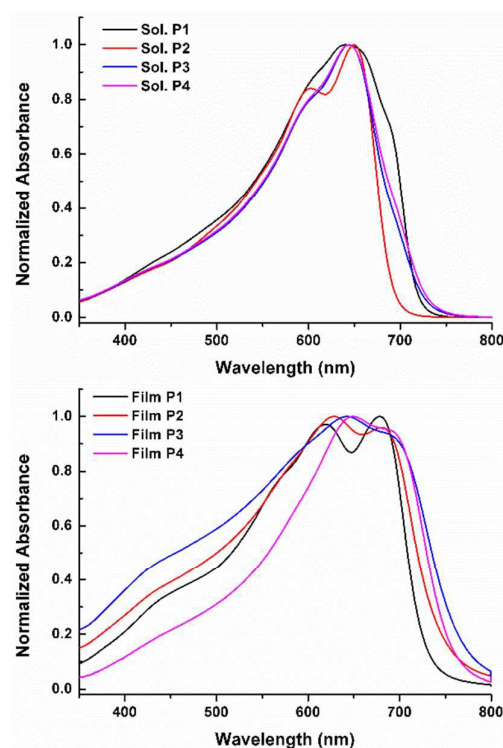 Sol. P1
Sol. P2
Sol. P3
Sol. P4
Normalized Absorbance
1.0
0.8
0.6
0.4
0.2
0.0
400 500 600 700 800
Wavelength (nm)
Film P1
Film P2
Film P3
Film P4
Normalized Absorbance
1.0
0.8
0.6
0.4
0.2
0.0
400 500 600 700 800
Wavelength (nm)